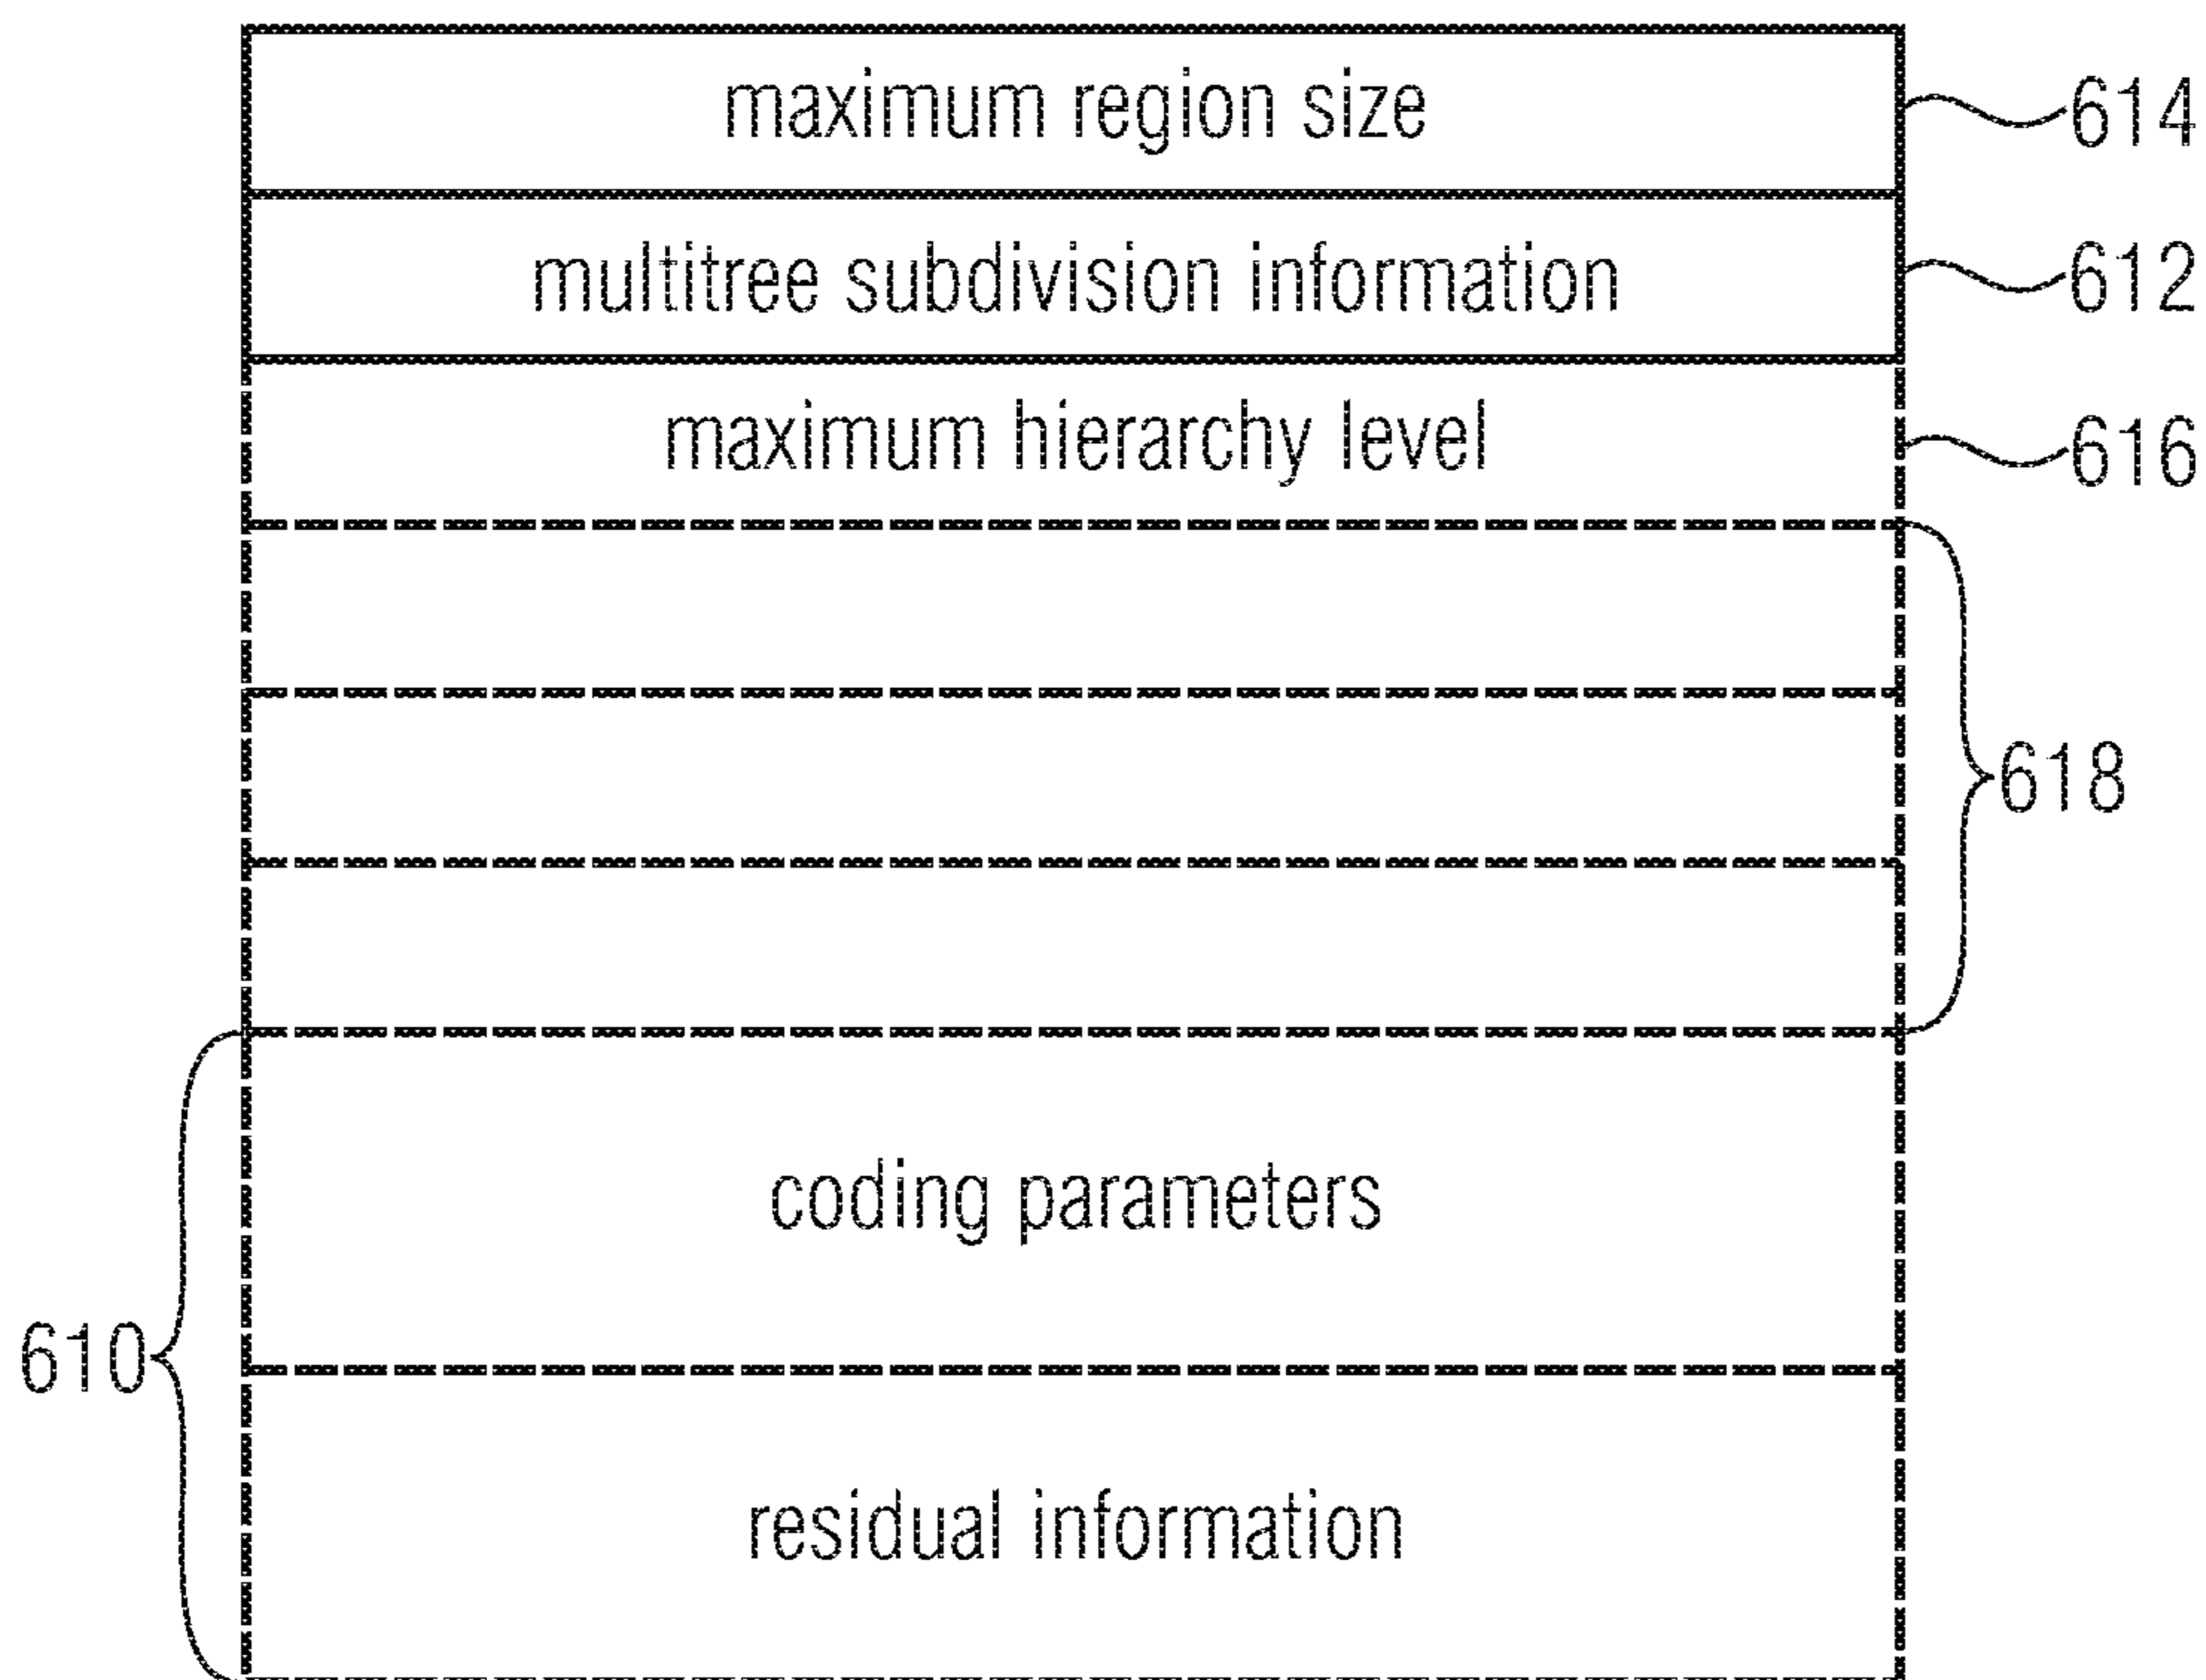 maximum region size
614
multitree subdivision information
612
maximum hierarchy level
616
618
coding parameters
610
residual information